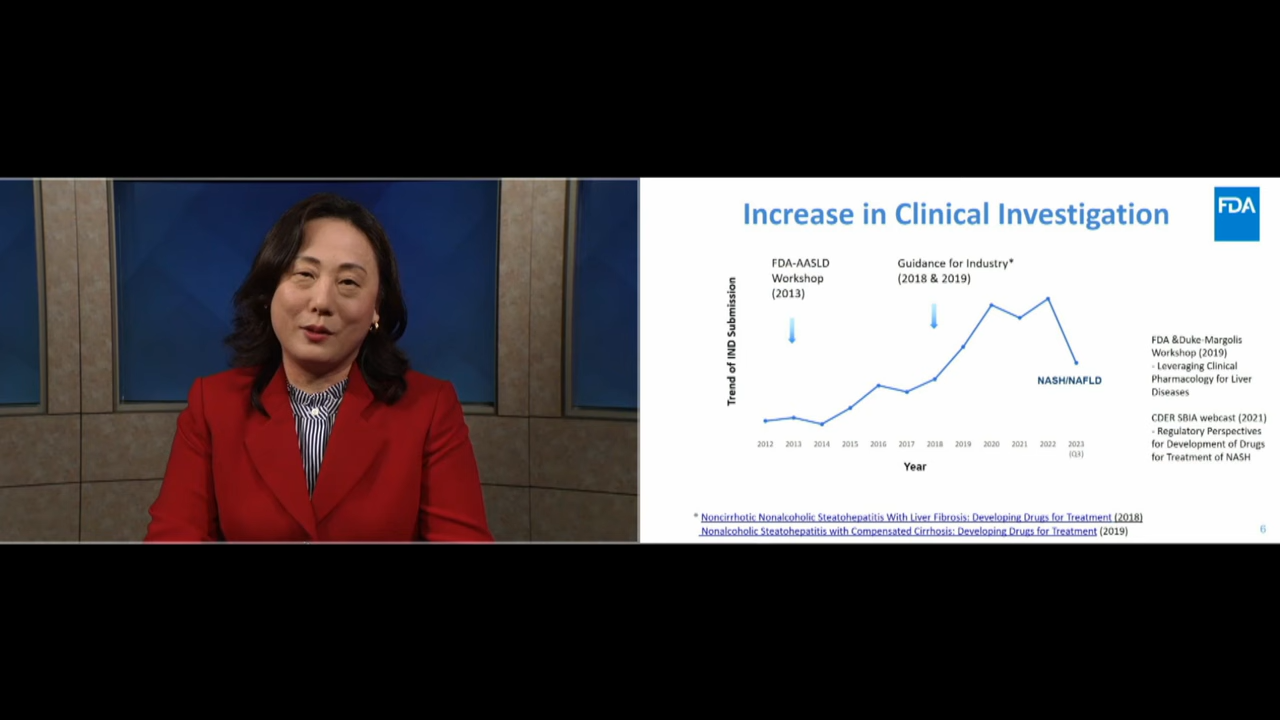 Increase in Clinical Investigation
FDA
FDA-AASLD
Workshop
(2013)
Guidance for Industry*
(2018 & 2019)
Trend of IND Submission
NASH/NAFLD
2012 2013 2014 2015 2016 2017 2018 2019 2020 2021 2022 2023
(Q3)
Year
FDA &Duke-Margolis
Workshop (2019)
- Leveraging Clinical
Pharmacology for Liver
Diseases
CDER SBIA webcast (2021)
- Regulatory Perspectives
for Development of Drugs
for Treatment of NASH
* Noncirrhotic Nonalcoholic Steatohepatitis With Liver Fibrosis: Developing Drugs for Treatment (2018)
Nonalcoholic Steatohepatitis with Compensated Cirrhosis: Developing Drugs for Treatment (2019)
6